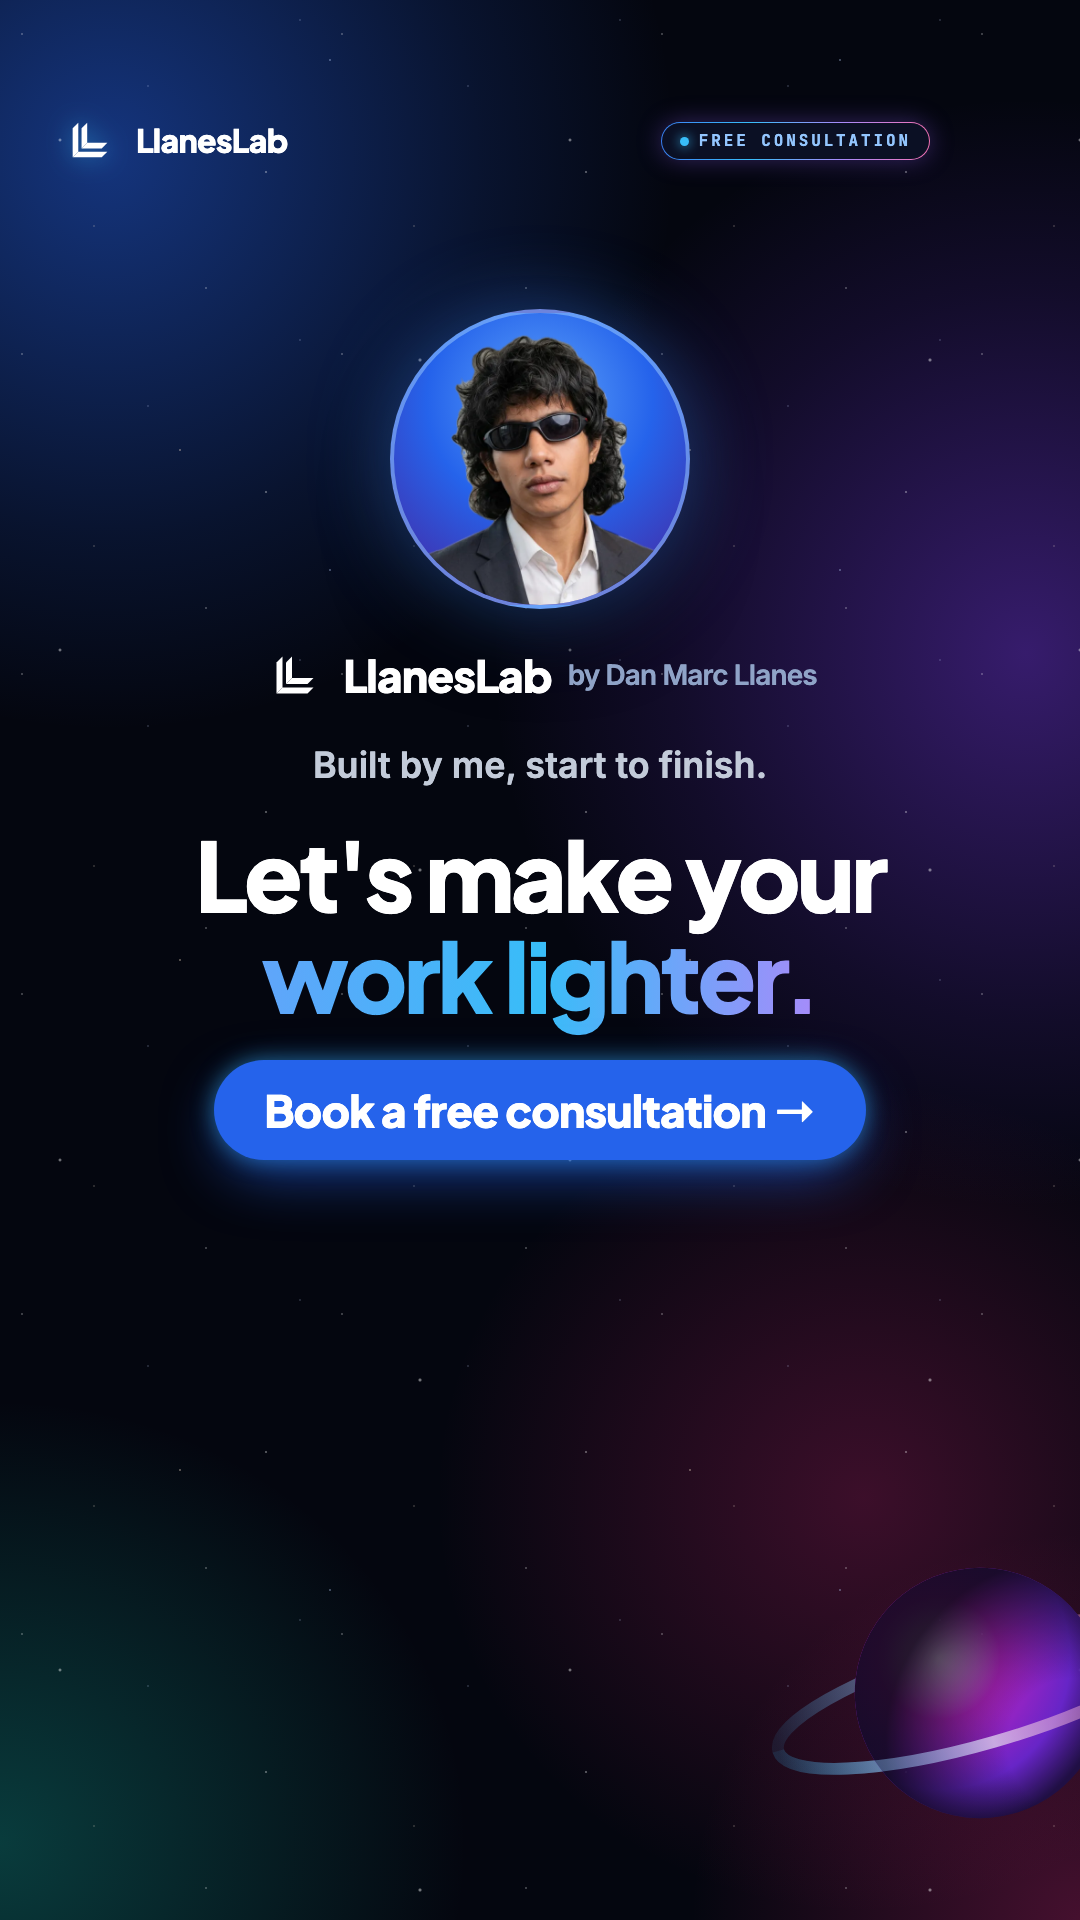 LlanesLab
FREE CONSULTATION
LlanesLab by Dan Marc Llanes
Built by me, start to finish.
Let's make your
work lighter.
Book a free consultation →